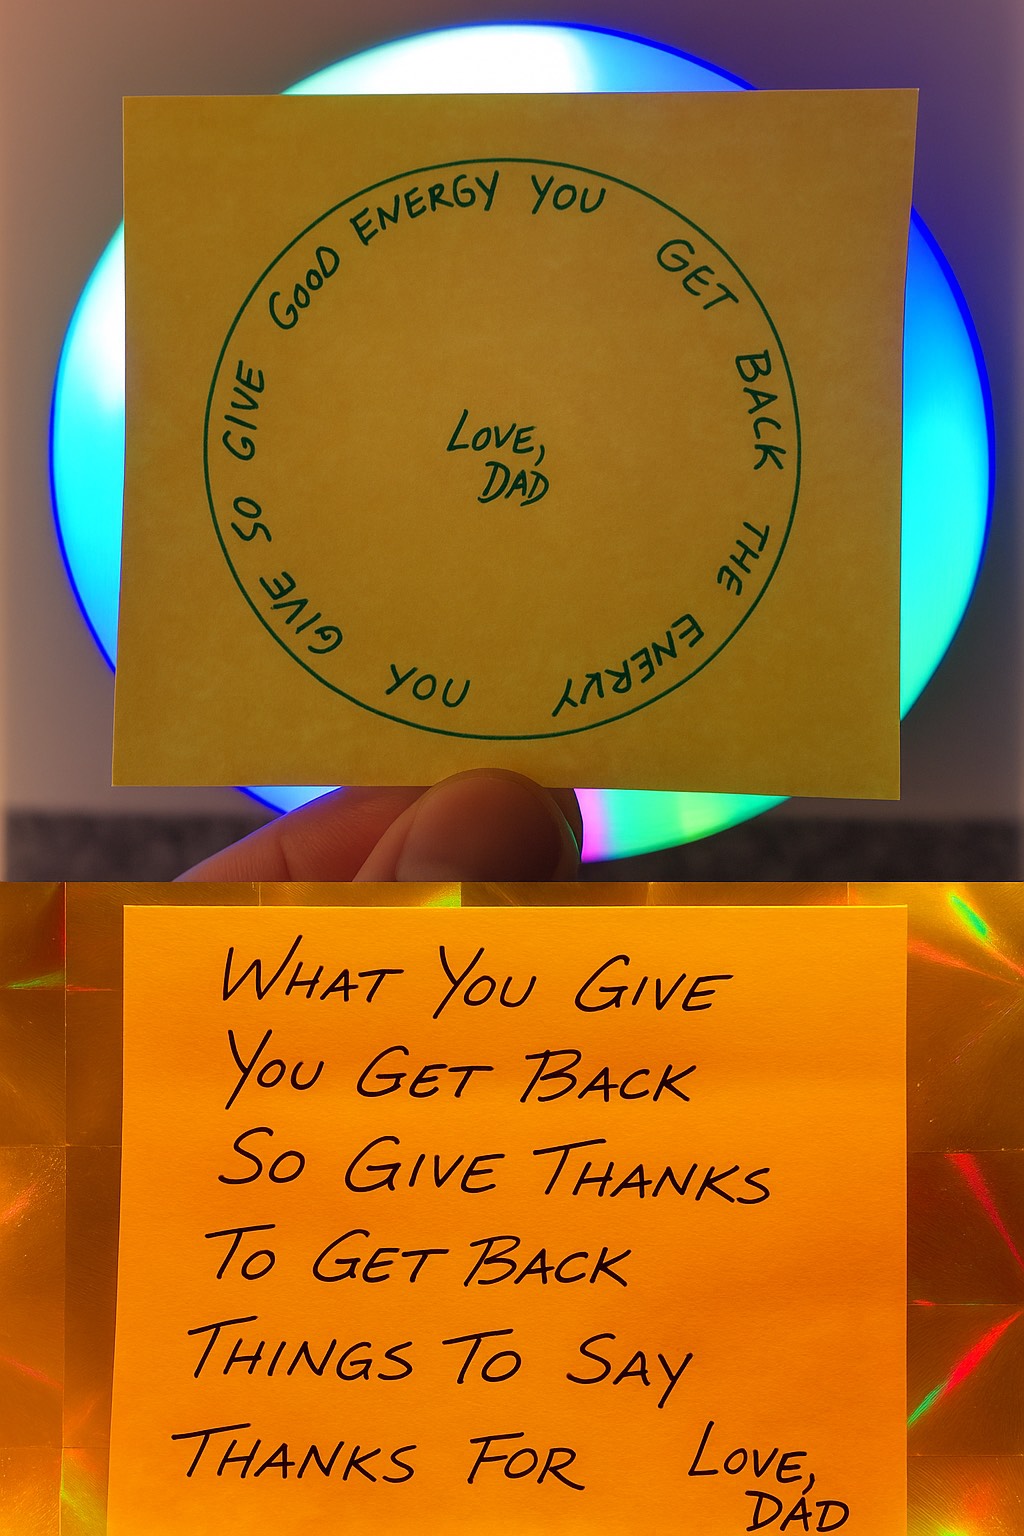 YOU GET BACK THE ENERVY YOU GIVE SO GIVE GOOD ENERGY
LOVE,
DAD
WHAT YOU GIVE
YOU GET BACK
SO GIVE THANKS
TO GET BACK
THINGS TO SAY
THANKS FOR
LOVE,
DAD